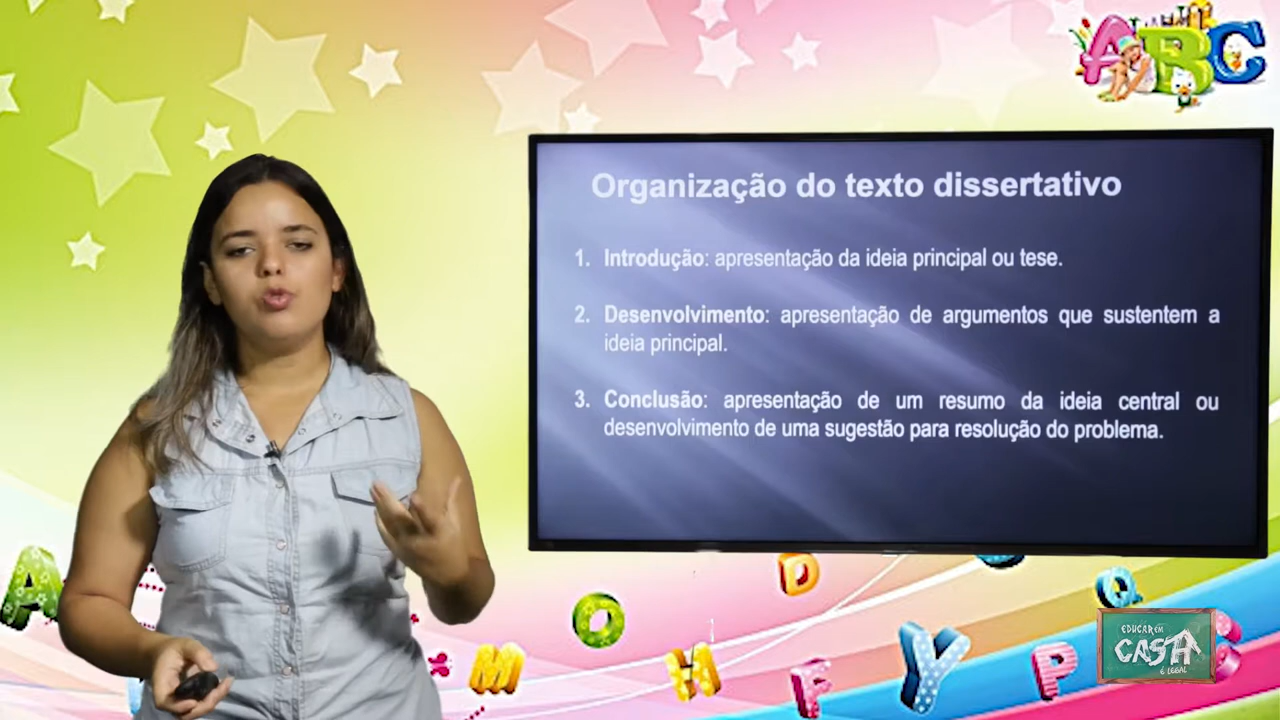 ABC
Organização do texto dissertativo
1. Introdução: apresentação da ideia principal ou tese.
2. Desenvolvimento: apresentação de argumentos que sustentem a
ideia principal.
3. Conclusão: apresentação de um resumo da ideia central ou
desenvolvimento de uma sugestão para resolução do problema.
A
D
O
Q
M
H
F
Y
P
EDUCAR EM
CASA
É LEGAL